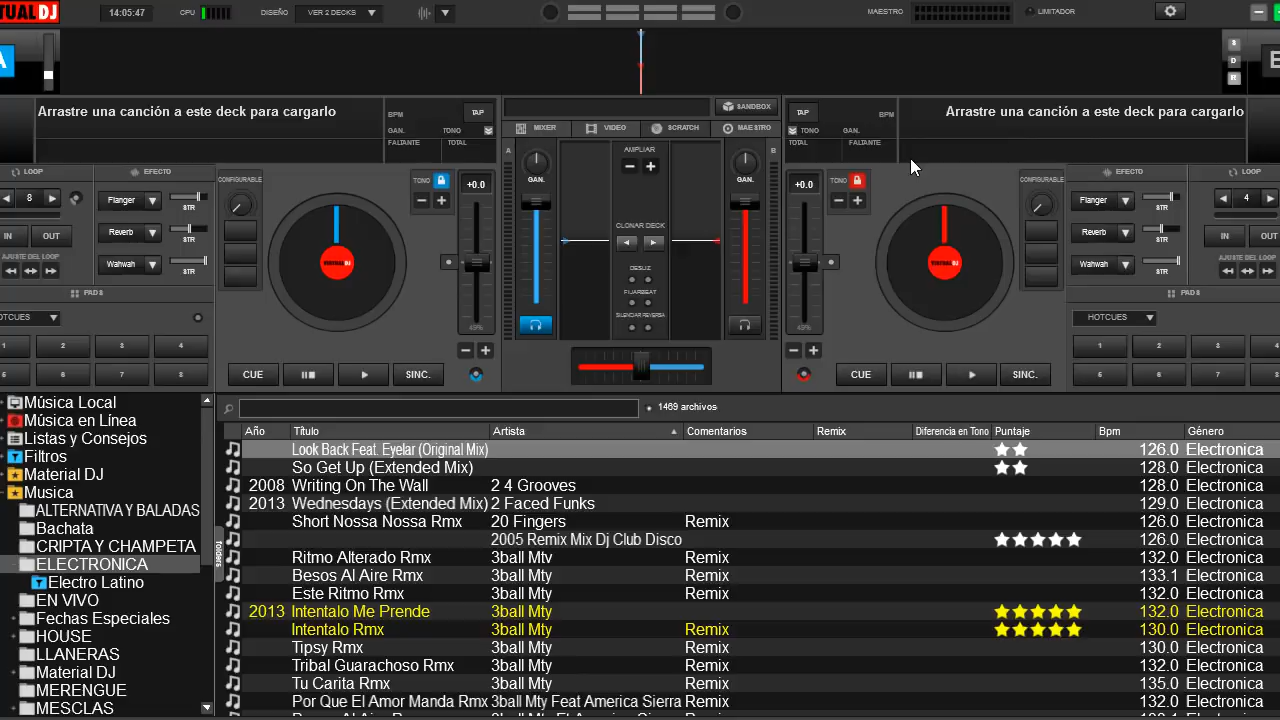 TUAL DJ 14:05:47 CPU DISEÑO VER 2 DECKS MAESTRO LIMITADOR
A
S
D
R
Arrastre una canción a este deck para cargarlo
BPM TAP
GAN. TONO
FALTANTE TOTAL
SANDBOX
MIXER VIDEO SCRATCH MAESTRO
TAP BPM
TONO GAN.
TOTAL FALTANTE
Arrastre una canción a este deck para cargarlo
LOOP EFECTO
8
Flanger STR
Reverb STR
Wahwah STR
IN OUT
AJUSTE DEL LOOP
PADS
HOTCUES
1 2 3 4
5 6 7 8
CONFIGURABLE
VIRTUAL DJ
TONO +0.0
CUE SINC.
A AMPLIAR B
GAN. GAN.
CLONAR DECK
DESLIZ
FIJARBEAT
SILENCIAR REVERSA
+0.0 TONO
VIRTUAL DJ
CONFIGURABLE
CUE SINC.
EFECTO LOOP
Flanger STR
Reverb STR
Wahwah STR
4
IN OUT
AJUSTE DEL LOOP
PADS
HOTCUES
1 2 3 4
5 6 7 8
Música Local
Música en Línea
Listas y Consejos
Filtros
Material DJ
Musica
ALTERNATIVA Y BALADAS
Bachata
CRIPTA Y CHAMPETA
ELECTRONICA
Electro Latino
EN VIVO
Fechas Especiales
HOUSE
LLANERAS
Material DJ
MERENGUE
MESCLAS
folders
1469 archivos
Año Título Artista Comentarios Remix Diferencia en Tono Puntaje Bpm Género
Look Back Feat. Eyelar (Original Mix) 126.0 Electronica
So Get Up (Extended Mix) 128.0 Electronica
2008 Writing On The Wall 2 4 Grooves 128.0 Electronica
2013 Wednesdays (Extended Mix) 2 Faced Funks 129.0 Electronica
Short Nossa Nossa Rmx 20 Fingers Remix 126.0 Electronica
2005 Remix Mix Dj Club Disco 126.0 Electronica
Ritmo Alterado Rmx 3ball Mtv Remix 132.0 Electronica
Besos Al Aire Rmx 3ball Mty Remix 133.1 Electronica
Este Ritmo Rmx 3ball Mty Remix 132.0 Electronica
2013 Intentalo Me Prende 3ball Mty 132.0 Electronica
Intentalo Rmx 3ball Mty Remix 130.0 Electronica
Tipsy Rmx 3ball Mty Remix 130.0 Electronica
Tribal Guarachoso Rmx 3ball Mty Remix 132.0 Electronica
Tu Carita Rmx 3ball Mty Remix 135.0 Electronica
Por Que El Amor Manda Rmx 3ball Mty Feat America Sierra Remix 132.0 Electronica